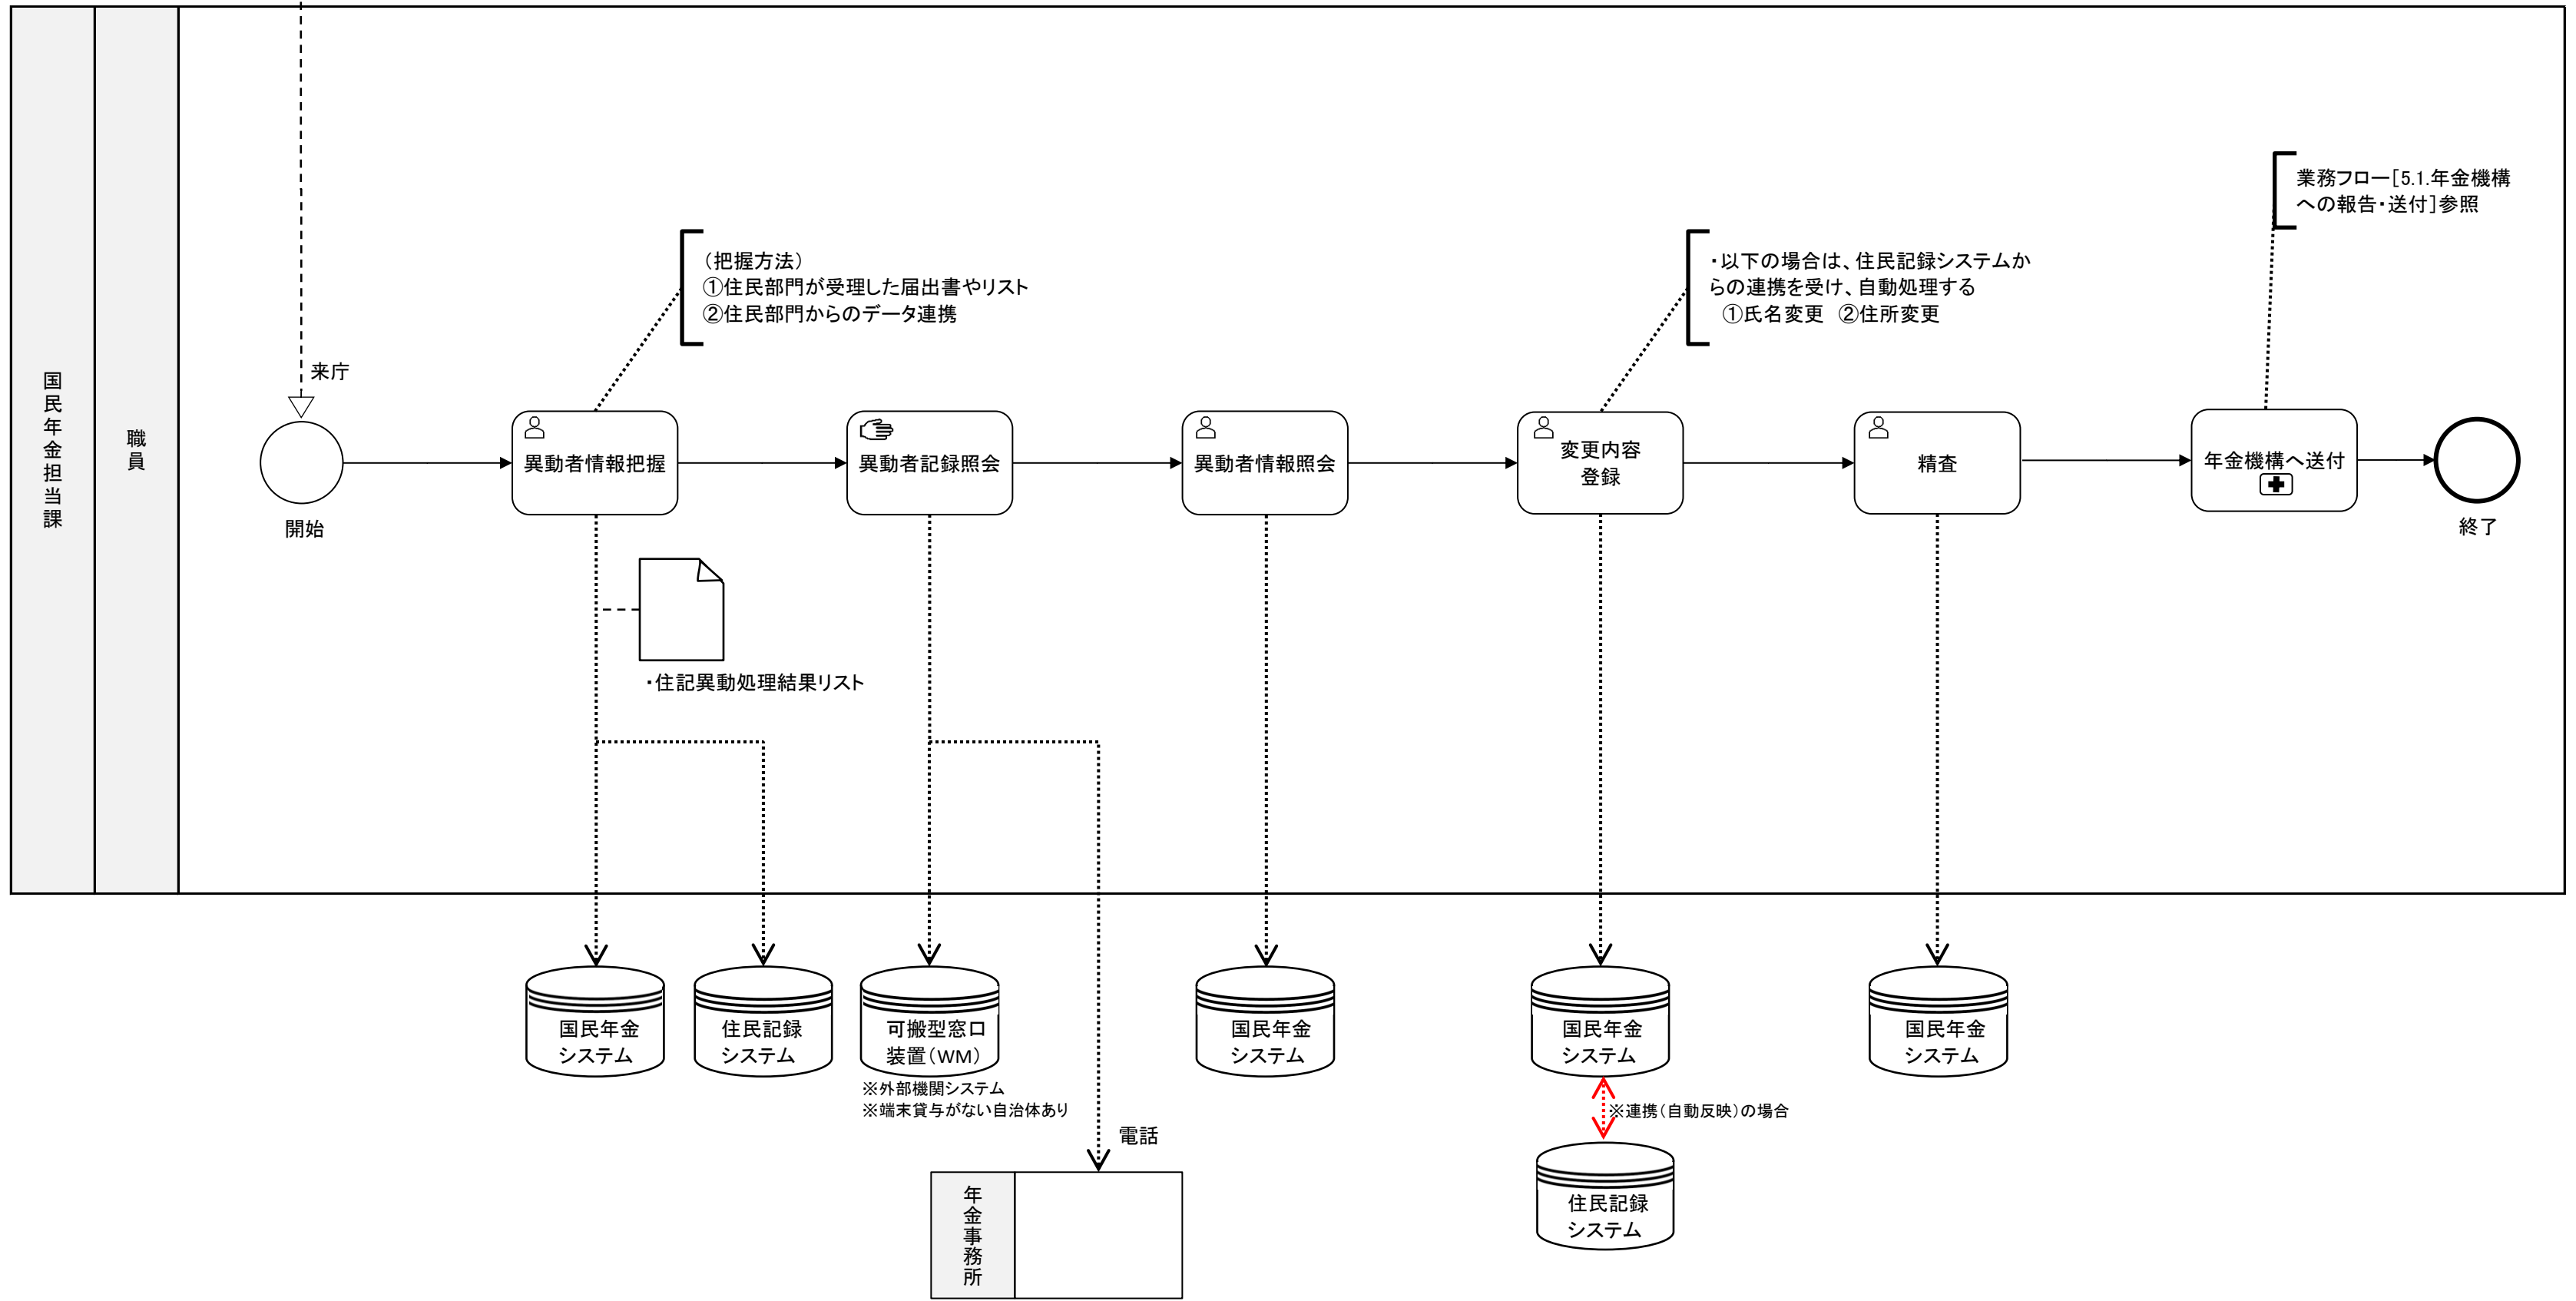 国民年金担当課
職員
来庁
開始
(把握方法)
①住民部門が受理した届出書やリスト
②住民部門からのデータ連携
異動者情報把握
・住記異動処理結果リスト
異動者記録照会
異動者情報照会
・以下の場合は、住民記録システムか
らの連携を受け、自動処理する
①氏名変更　②住所変更
変更内容
登録
精査
業務フロー[5.1.年金機構
への報告・送付]参照
年金機構へ送付
終了
国民年金
システム
住民記録
システム
可搬型窓口
装置(WM)
※外部機関システム
※端末貸与がない自治体あり
電話
年金事務所
国民年金
システム
国民年金
システム
※連携(自動反映)の場合
住民記録
システム
国民年金
システム